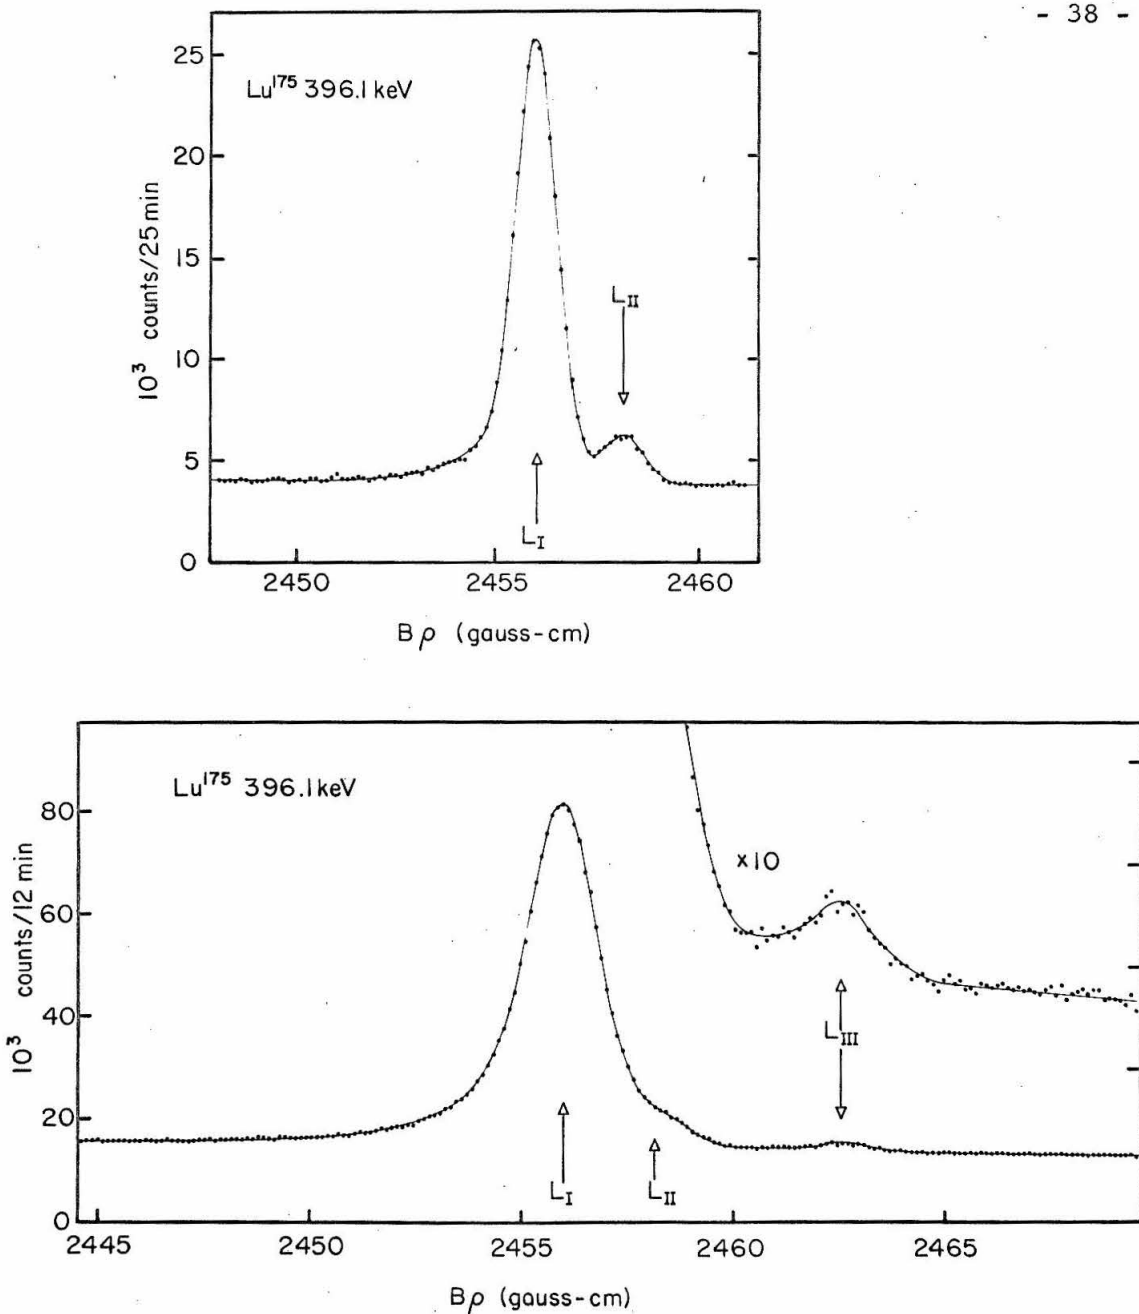 - 38 -
Lu¹⁷⁵ 396.1 keV
10³ counts/25 min
25
20
15
10
5
0
L_II
L_I
2450
2455
2460
Bρ (gauss-cm)
Lu¹⁷⁵ 396.1 keV
10³ counts/12 min
80
60
40
20
0
x10
L_III
L_I
L_II
2445
2450
2455
2460
2465
Bρ (gauss-cm)